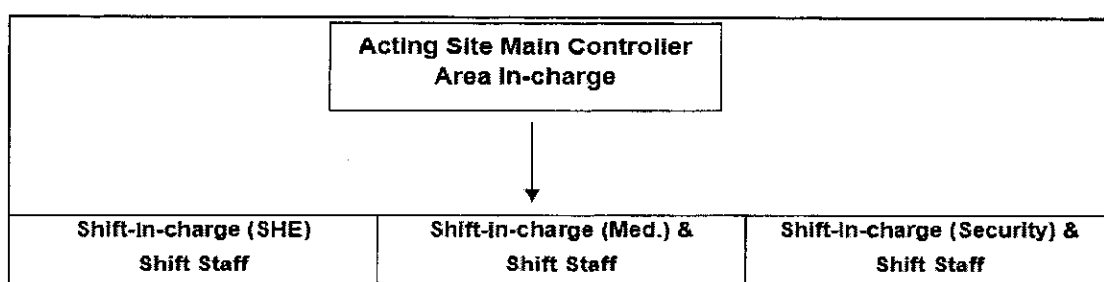 Acting Site Main Controller
Area In-charge
Shift-in-charge (SHE)
Shift Staff
Shift-in-charge (Med.) &
Shift Staff
Shift-in-charge (Security) &
Shift Staff